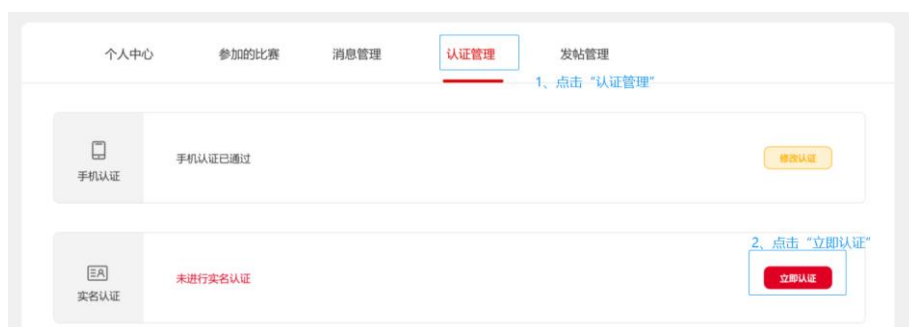 个人中心 参加的比赛 消息管理 认证管理 发帖管理
1、点击“认证管理”
手机认证 手机认证已通过 修改认证
2、点击“立即认证”
实名认证 未进行实名认证 立即认证